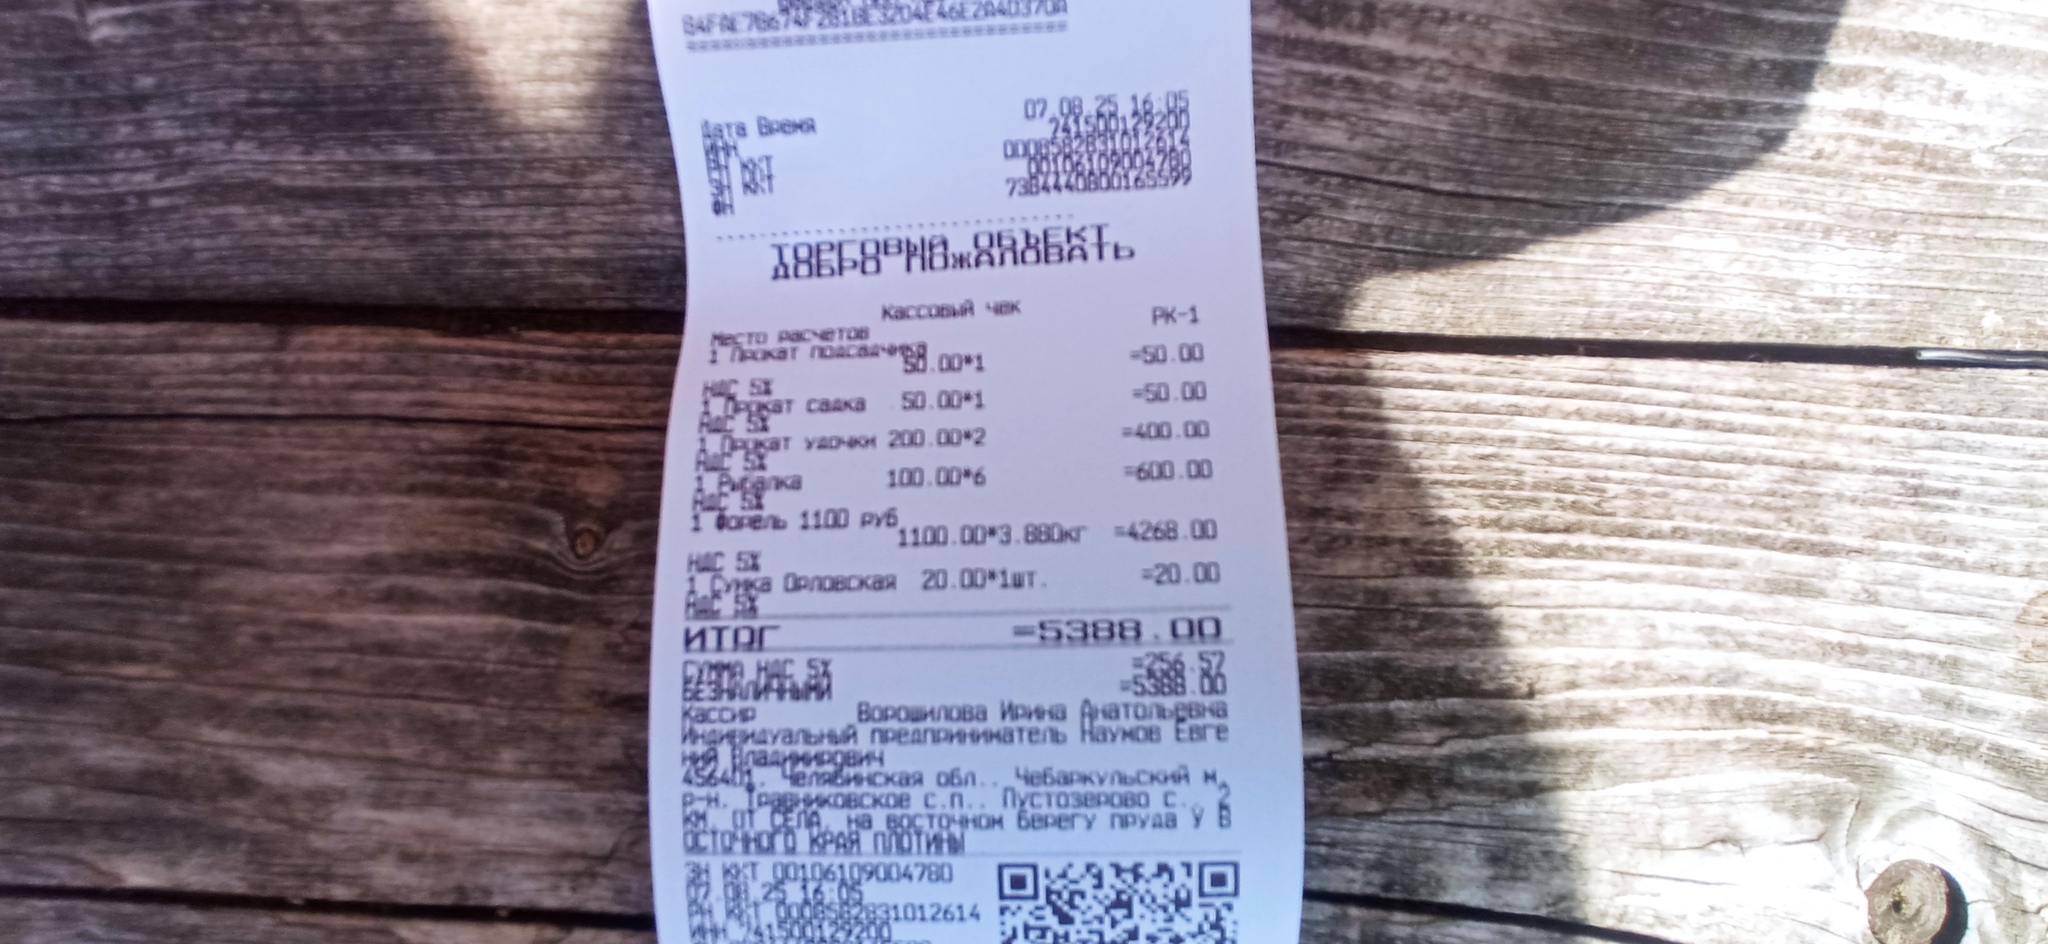 84FAE7B674F281BE32D4E46E2A4D370A
Дата Время 07.08.25 16:05
ИНН 741500129200
РН ККТ 0008582831012614
ЗН ККТ 00106109004780
ФН 7384440800165599
ТОРГОВЫЙ ОБЪЕКТ
ДОБРО ПОЖАЛОВАТЬ
Кассовый чек
Место расчетов РК-1
1 Прокат подсадчика
50.00*1 =50.00
НДС 5%
1 Прокат садка 50.00*1 =50.00
НДС 5%
1 Прокат удочки 200.00*2 =400.00
НДС 5%
1 Рыбалка 100.00*6 =600.00
НДС 5%
1 Форель 1100 руб
1100.00*3.880кг =4268.00
НДС 5%
1 Сумка Орловская 20.00*1шт. =20.00
НДС 5%
ИТОГ =5388.00
СУММА НДС 5% =256.57
БЕЗНАЛИЧНЫМИ =5388.00
Кассир Ворошилова Ирина Анатольевна
Индивидуальный предприниматель Наумов Евге
ний Владимирович
456401, Челябинская обл., Чебаркульский м.
р-н, Травниковское с.п., Пустозерово с., 2
КМ. ОТ СЕЛА, на восточном берегу пруда У В
ОСТОЧНОГО КРАЯ ПЛОТИНЫ
ЗН ККТ 00106109004780
07.08.25 16:05
РН ККТ 0008582831012614
ИНН 741500129200